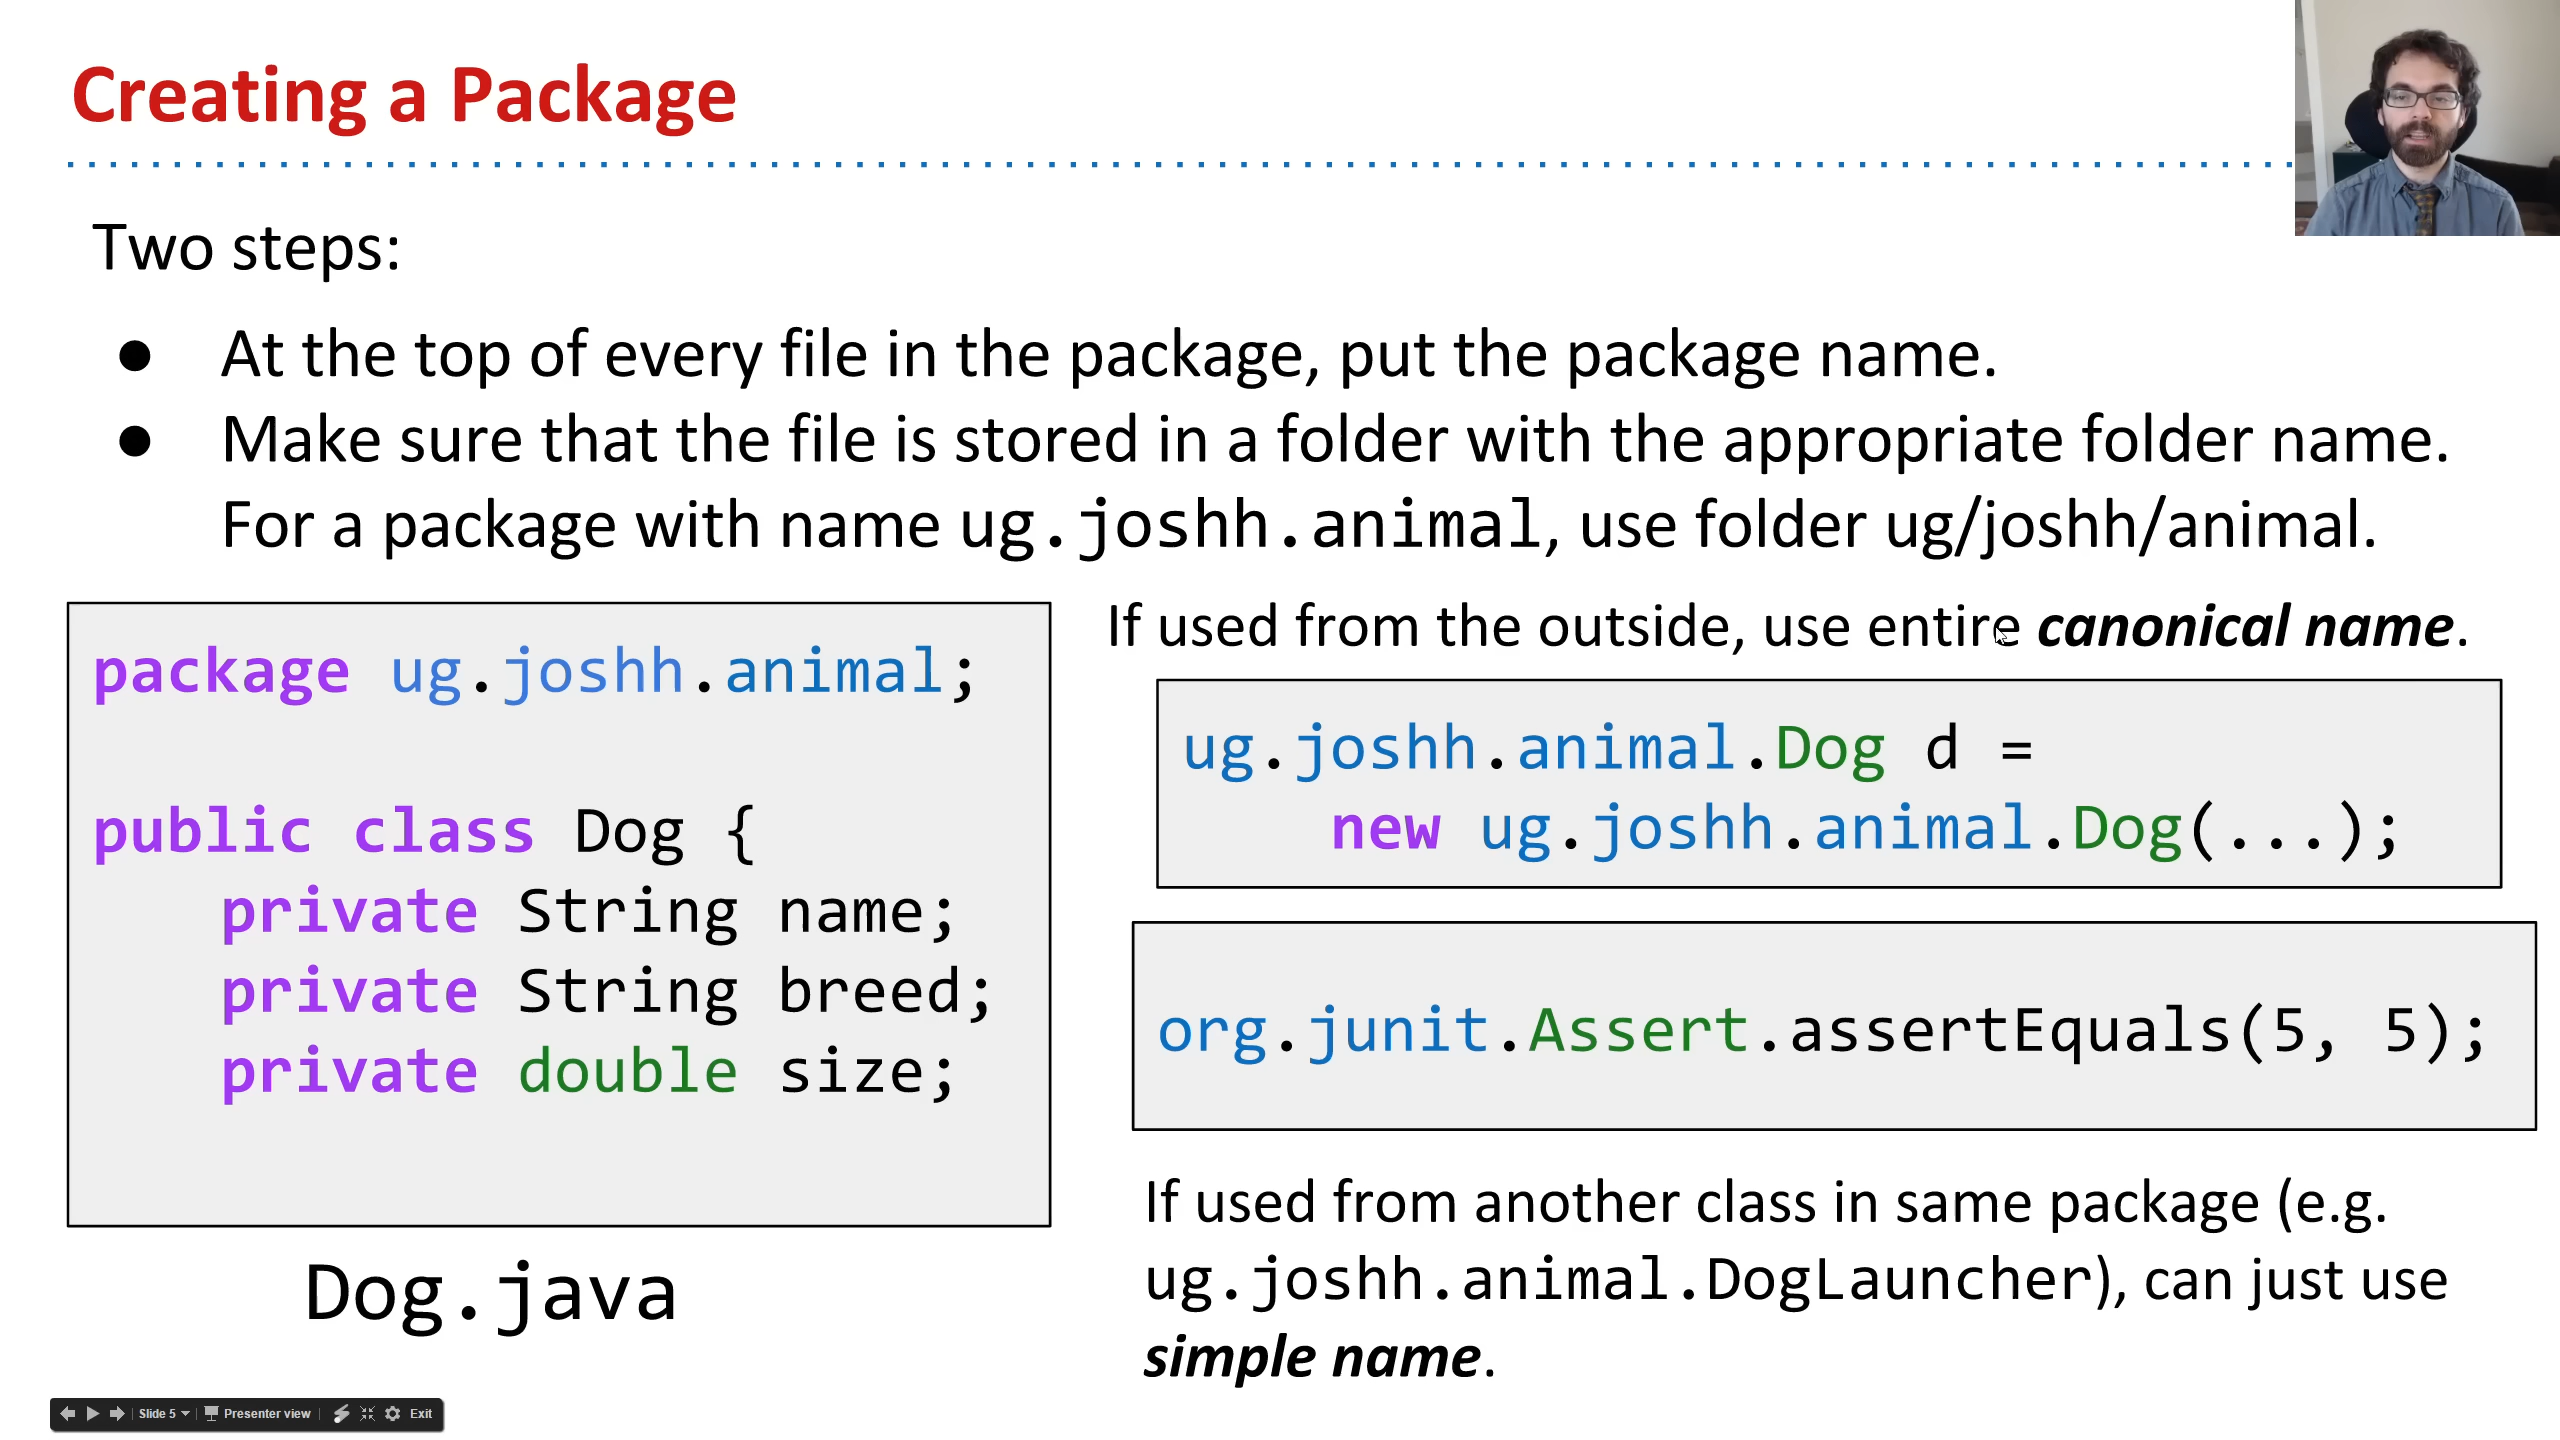 Creating a Package
Two steps:
● At the top of every file in the package, put the package name.
● Make sure that the file is stored in a folder with the appropriate folder name.
For a package with name ug.joshh.animal, use folder ug/joshh/animal.
package ug.joshh.animal;
public class Dog {
private String name;
private String breed;
private double size;
Dog.java
If used from the outside, use entire canonical name.
ug.joshh.animal.Dog d =
new ug.joshh.animal.Dog(...);
org.junit.Assert.assertEquals(5, 5);
If used from another class in same package (e.g.
ug.joshh.animal.DogLauncher), can just use
simple name.
Slide 5 Presenter view Exit